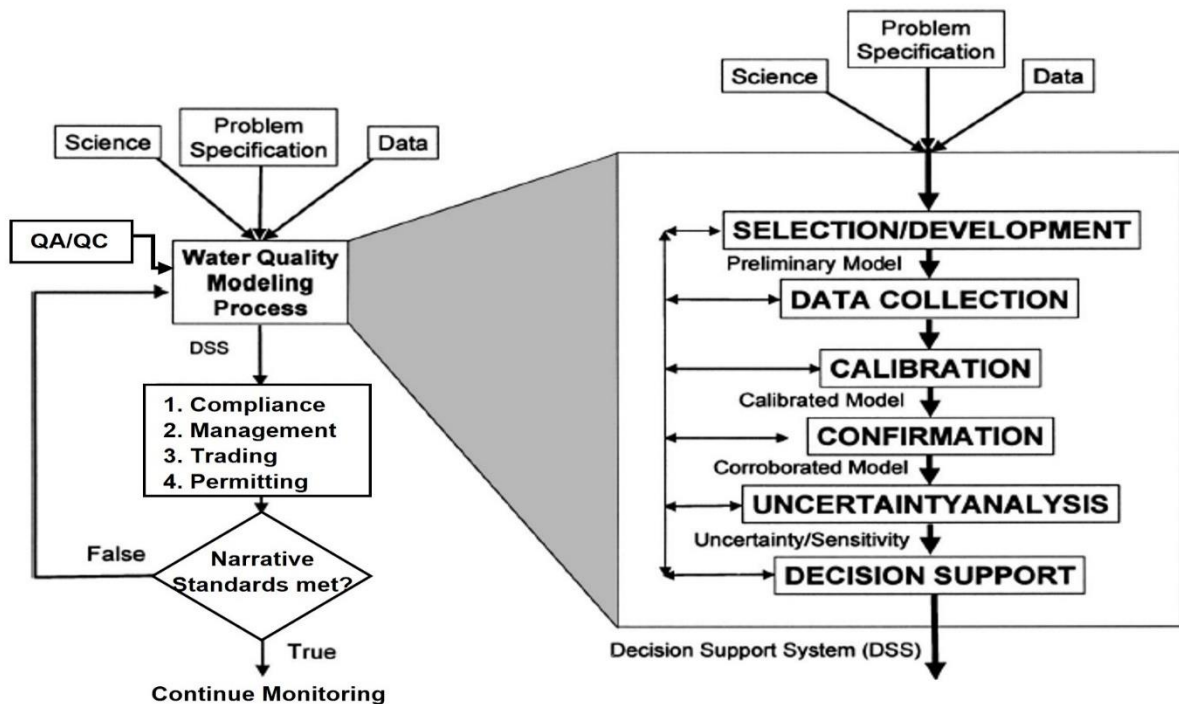 Science
Problem
Specification
Data
QA/QC
Water Quality
Modeling
Process
DSS
1. Compliance
2. Management
3. Trading
4. Permitting
False
Narrative
Standards met?
True
Continue Monitoring
Problem
Specification
Science
Data
SELECTION/DEVELOPMENT
Preliminary Model
DATA COLLECTION
CALIBRATION
Calibrated Model
CONFIRMATION
Corroborated Model
UNCERTAINTYANALYSIS
Uncertainty/Sensitivity
DECISION SUPPORT
Decision Support System (DSS)